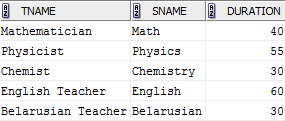 TNAME SNAME DURATION
Mathematician Math 40
Physicist Physics 55
Chemist Chemistry 30
English Teacher English 60
Belarusian Teacher Belarusian 30